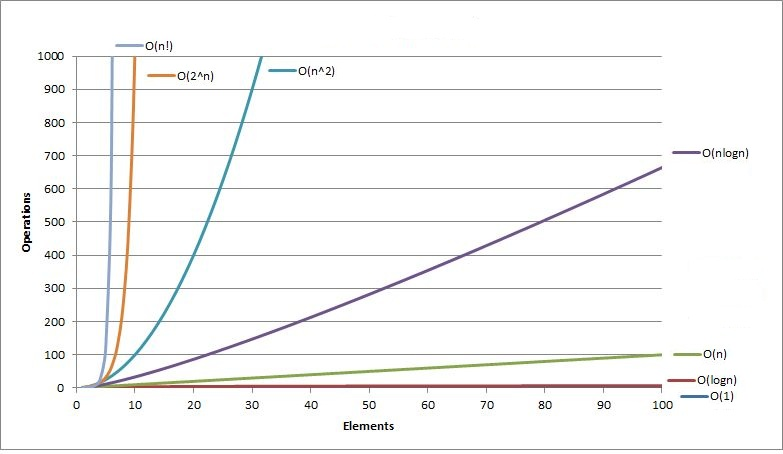 O(n!)
O(2^n)
O(n^2)
O(nlogn)
O(n)
O(logn)
O(1)
Operations
1000
900
800
700
600
500
400
300
200
100
0
0 10 20 30 40 50 60 70 80 90 100
Elements